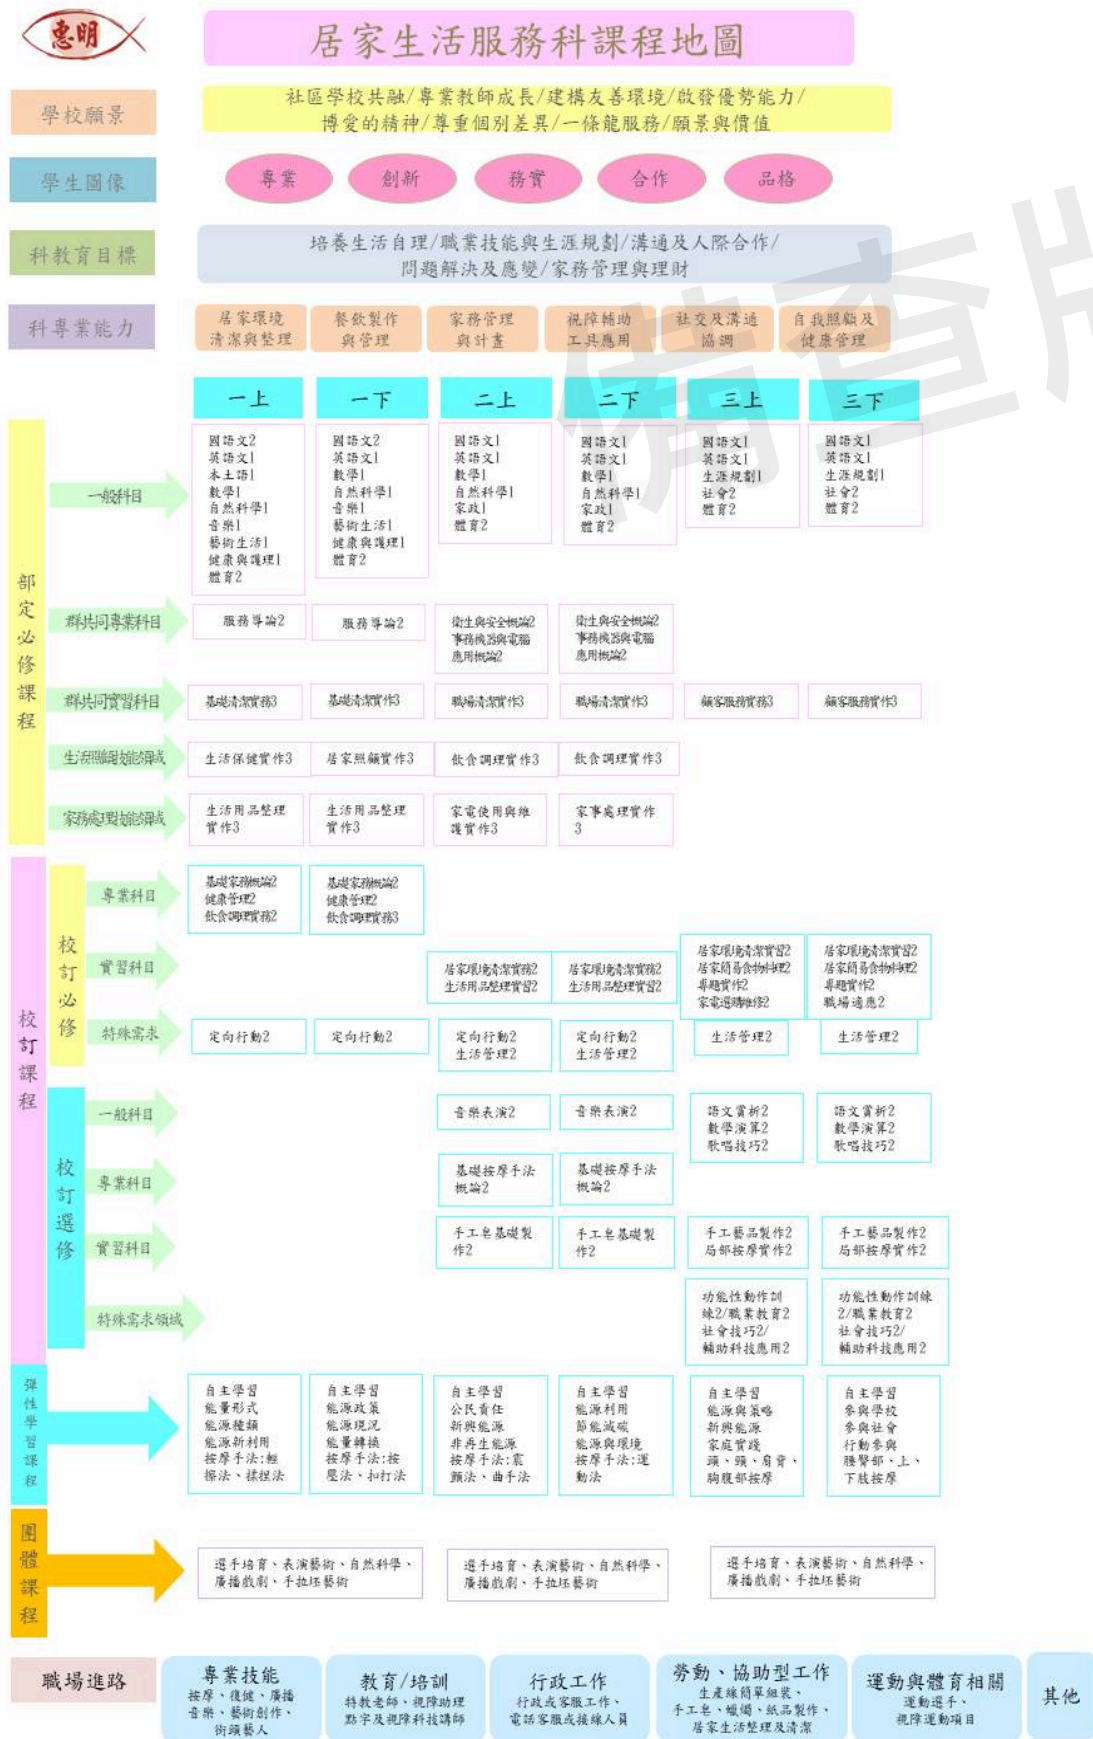 惠明
居家生活服務科課程地圖
學校願景
社區學校共融/專業教師成長/建構友善環境/啟發優勢能力/
博愛的精神/尊重個別差異/一條龍服務/願景與價值
學生圖像
專業
創新
務實
合作
品格
科教育目標
培養生活自理/職業技能與生涯規劃/溝通及人際合作/
問題解決及應變/家務管理與理財
科專業能力
居家環境
清潔與整理
餐飲製作
與管理
家務管理
與計畫
視障輔助
工具應用
社交及溝通
協調
自我照顧及
健康管理
備查版
一上
一下
二上
二下
三上
三下
部定必修課程
一般科目
國語文2
英語文1
本土語1
數學1
自然科學1
音樂1
藝術生活1
健康與護理1
體育2
國語文2
英語文1
數學1
自然科學1
音樂1
藝術生活1
健康與護理1
體育2
國語文1
英語文1
數學1
自然科學1
家政1
體育2
國語文1
英語文1
數學1
自然科學1
家政1
體育2
國語文1
英語文1
生涯規劃1
社會2
體育2
國語文1
英語文1
生涯規劃1
社會2
體育2
群共同專業科目
服務導論2
服務導論2
衛生與安全概論2
事務機器與電腦
應用概論2
衛生與安全概論2
事務機器與電腦
應用概論2
群共同實習科目
基礎清潔實務3
基礎清潔實作3
職場清潔實作3
職場清潔實作3
顧客服務實務3
顧客服務實作3
生活照顧技能領域
生活保健實作3
居家照顧實作3
飲食調理實作3
飲食調理實作3
家務處理技能領域
生活用品整理
實作3
生活用品整理
實作3
家電使用與維
護實作3
家事處理實作
3
校訂課程
校訂必修
專業科目
基礎家務概論2
健康管理2
飲食調理實務2
基礎家務概論2
健康管理2
飲食調理實務3
實習科目
居家環境清潔實務2
生活用品整理實習2
居家環境清潔實務2
生活用品整理實習2
居家環境清潔實習2
居家簡易食物料理2
專題實作2
家電選購維修2
居家環境清潔實習2
居家簡易食物料理2
專題實作2
職場適應2
特殊需求
定向行動2
定向行動2
定向行動2
生活管理2
定向行動2
生活管理2
生活管理2
生活管理2
校訂選修
一般科目
音樂表演2
音樂表演2
語文賞析2
數學演算2
歌唱技巧2
語文賞析2
數學演算2
歌唱技巧2
專業科目
基礎按摩手法
概論2
基礎按摩手法
概論2
實習科目
手工皂基礎製
作2
手工皂基礎製
作2
手工藝品製作2
局部按摩實作2
手工藝品製作2
局部按摩實作2
特殊需求領域
功能性動作訓
練2/職業教育2
社會技巧2/
輔助科技應用2
功能性動作訓練
2/職業教育2
社會技巧2/
輔助科技應用2
彈性學習課程
自主學習
能量形式
能源種類
能源新利用
按摩手法:輕
擦法、揉捏法
自主學習
能源政策
能源現況
能量轉換
按摩手法:按
壓法、扣打法
自主學習
公民責任
新興能源
非再生能源
按摩手法:震
顫法、曲手法
自主學習
能源利用
節能減碳
能源與環境
按摩手法:運
動法
自主學習
能源與策略
新興能源
家庭實踐
頭、頸、肩背、
胸腹部按摩
自主學習
參與學校
參與社會
行動參與
腰臀部、上、
下肢按摩
團體課程
選手培育、表演藝術、自然科學、
廣播戲劇、手拉坯藝術
選手培育、表演藝術、自然科學、
廣播戲劇、手拉坯藝術
選手培育、表演藝術、自然科學、
廣播戲劇、手拉坯藝術
職場進路
專業技能
按摩、復健、廣播
音樂、藝術創作、
街頭藝人
教育/培訓
特教老師、視障助理
點字及視障科技講師
行政工作
行政或客服工作、
電話客服或接線人員
勞動、協助型工作
生產線簡單組裝、
手工皂、蠟燭、紙品製作、
居家生活整理及清潔
運動與體育相關
運動選手、
視障運動項目
其他